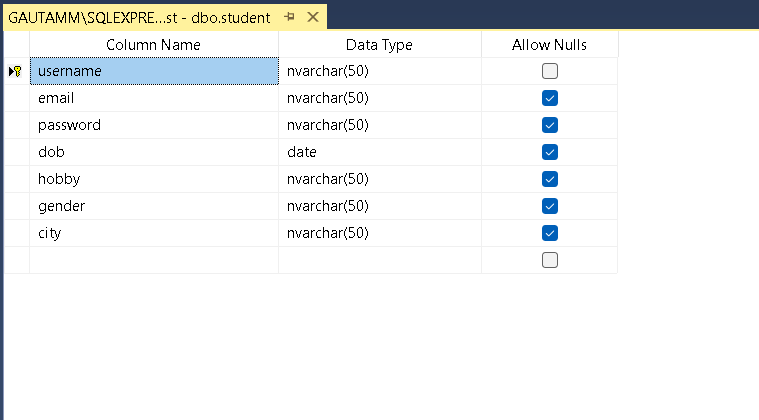 GAUTAMM\SQLEXPRE...st - dbo.student
Column Name Data Type Allow Nulls
username nvarchar(50)
email nvarchar(50)
password nvarchar(50)
dob date
hobby nvarchar(50)
gender nvarchar(50)
city nvarchar(50)